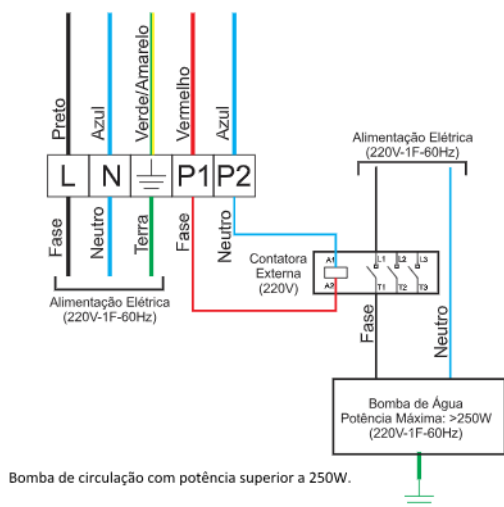 Preto
Azul
Verde/Amarelo
Vermelho
Azul
L
N
P1
P2
Fase
Neutro
Terra
Fase
Neutro
Alimentação Elétrica
(220V-1F-60Hz)
Alimentação Elétrica
(220V-1F-60Hz)
Contatora
Externa
(220V)
A1
A2
L1
L2
L3
T1
T2
T3
Fase
Neutro
Bomba de Água
Potência Máxima: >250W
(220V-1F-60Hz)
Bomba de circulação com potência superior a 250W.